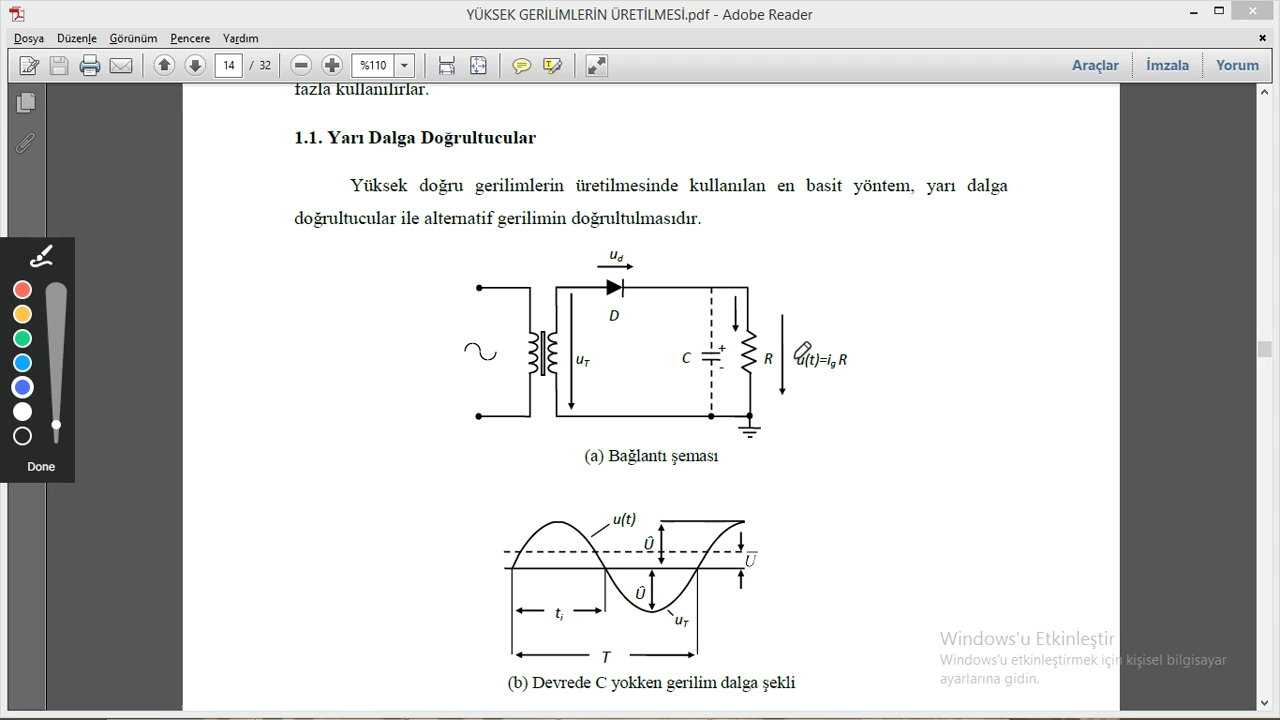 YÜKSEK GERİLİMLERİN ÜRETİLMESİ.pdf - Adobe Reader
Dosya Düzenle Görünüm Pencere Yardım
14 / 32 %110 Araçlar İmzala Yorum
fazla kullanılırlar.
1.1. Yarı Dalga Doğrultucular
Yüksek doğru gerilimlerin üretilmesinde kullanılan en basit yöntem, yarı dalga
doğrultucular ile alternatif gerilimin doğrultulmasıdır.
u_d
D
u_T
C
+
-
R
u(t)=i_g R
(a) Bağlantı şeması
u(t)
Û
U̅
Û
t_i
u_T
T
(b) Devrede C yokken gerilim dalga şekli
Done
Windows'u Etkinleştir
Windows'u etkinleştirmek için kişisel bilgisayar
ayarlarına gidin.